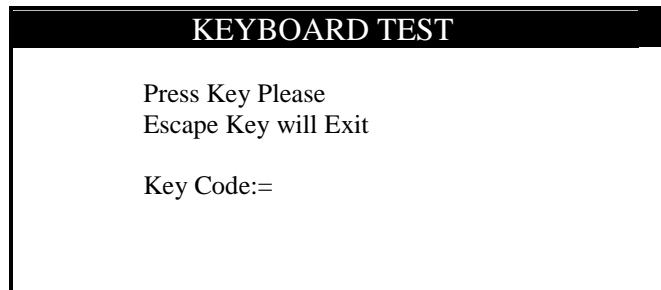 KEYBOARD TEST
Press Key Please
Escape Key will Exit
Key Code:=